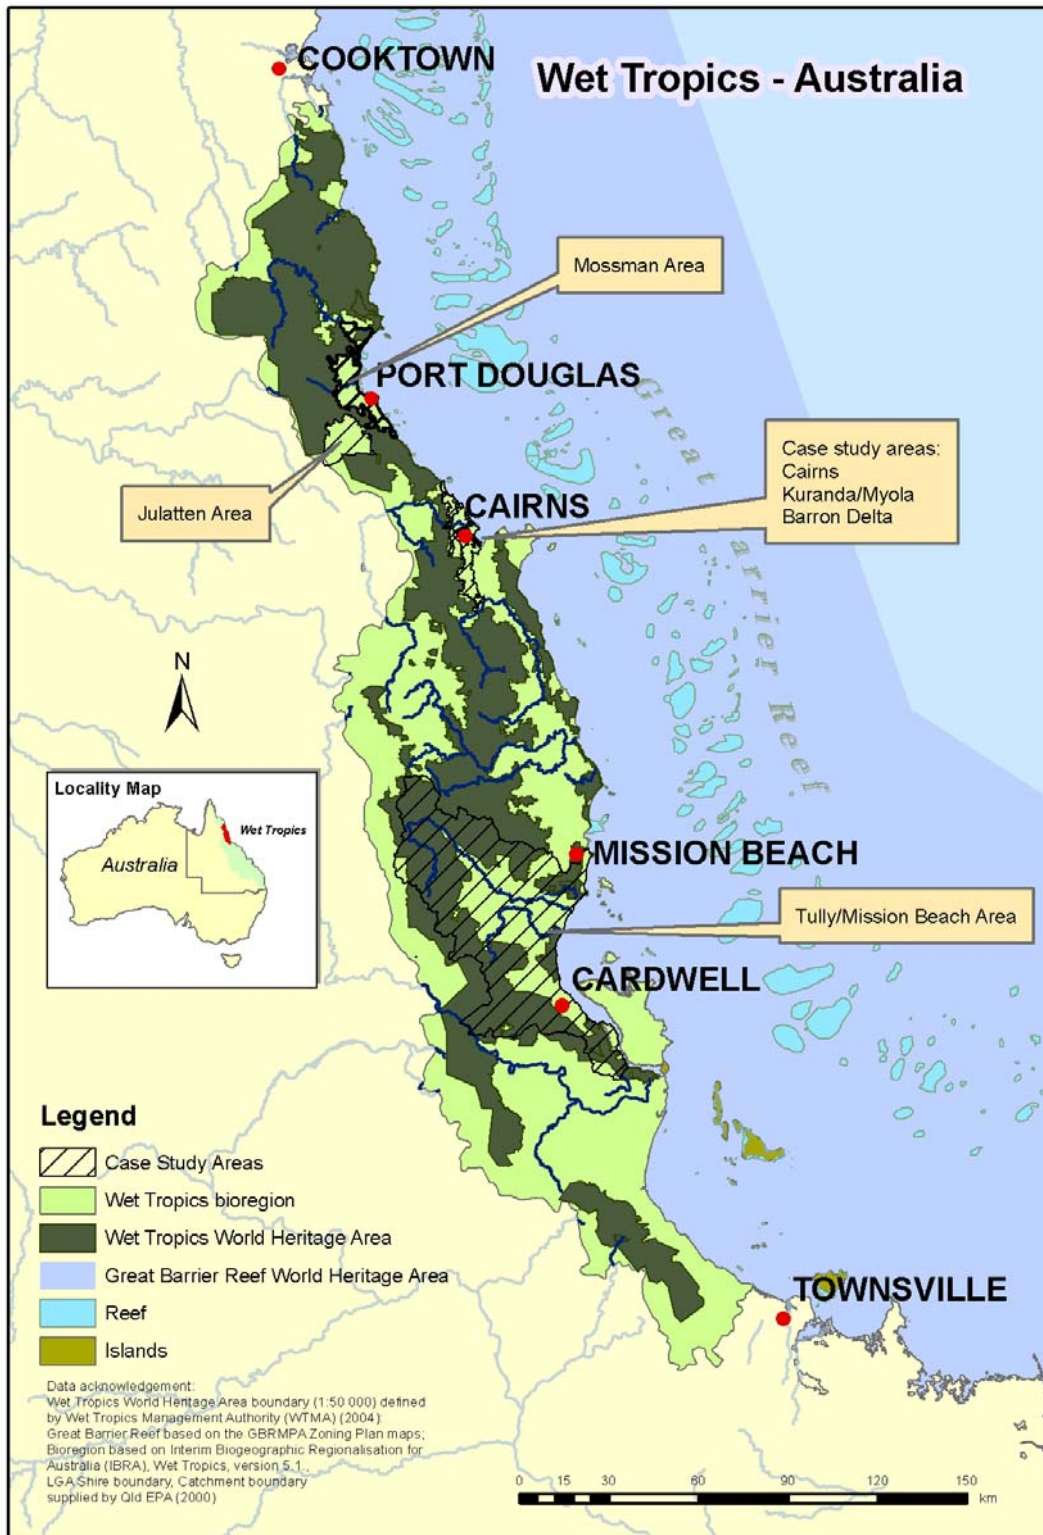 COOKTOWN
Wet Tropics - Australia
Mossman Area
PORT DOUGLAS
Great
Case study areas:
Cairns
Kuranda/Myola
Barron Delta
Julatten Area
CAIRNS
arrier Reef
N
Locality Map
Wet Tropics
Australia
MISSION BEACH
Tully/Mission Beach Area
CARDWELL
Legend
Case Study Areas
Wet Tropics bioregion
Wet Tropics World Heritage Area
Great Barrier Reef World Heritage Area
Reef
Islands
TOWNSVILLE
Data acknowledgement:
Wet Tropics World Heritage Area boundary (1:50 000) defined
by Wet Tropics Management Authority (WTMA) (2004)
Great Barrier Reef based on the GBRMPA Zoning Plan maps;
Bioregion based on Interim Biogeographic Regionalisation for
Australia (IBRA), Wet Tropics, version 5.1.,
LGA Shire boundary, Catchment boundary
supplied by Qld EPA (2000)
0 15 30 60 90 120 150
km